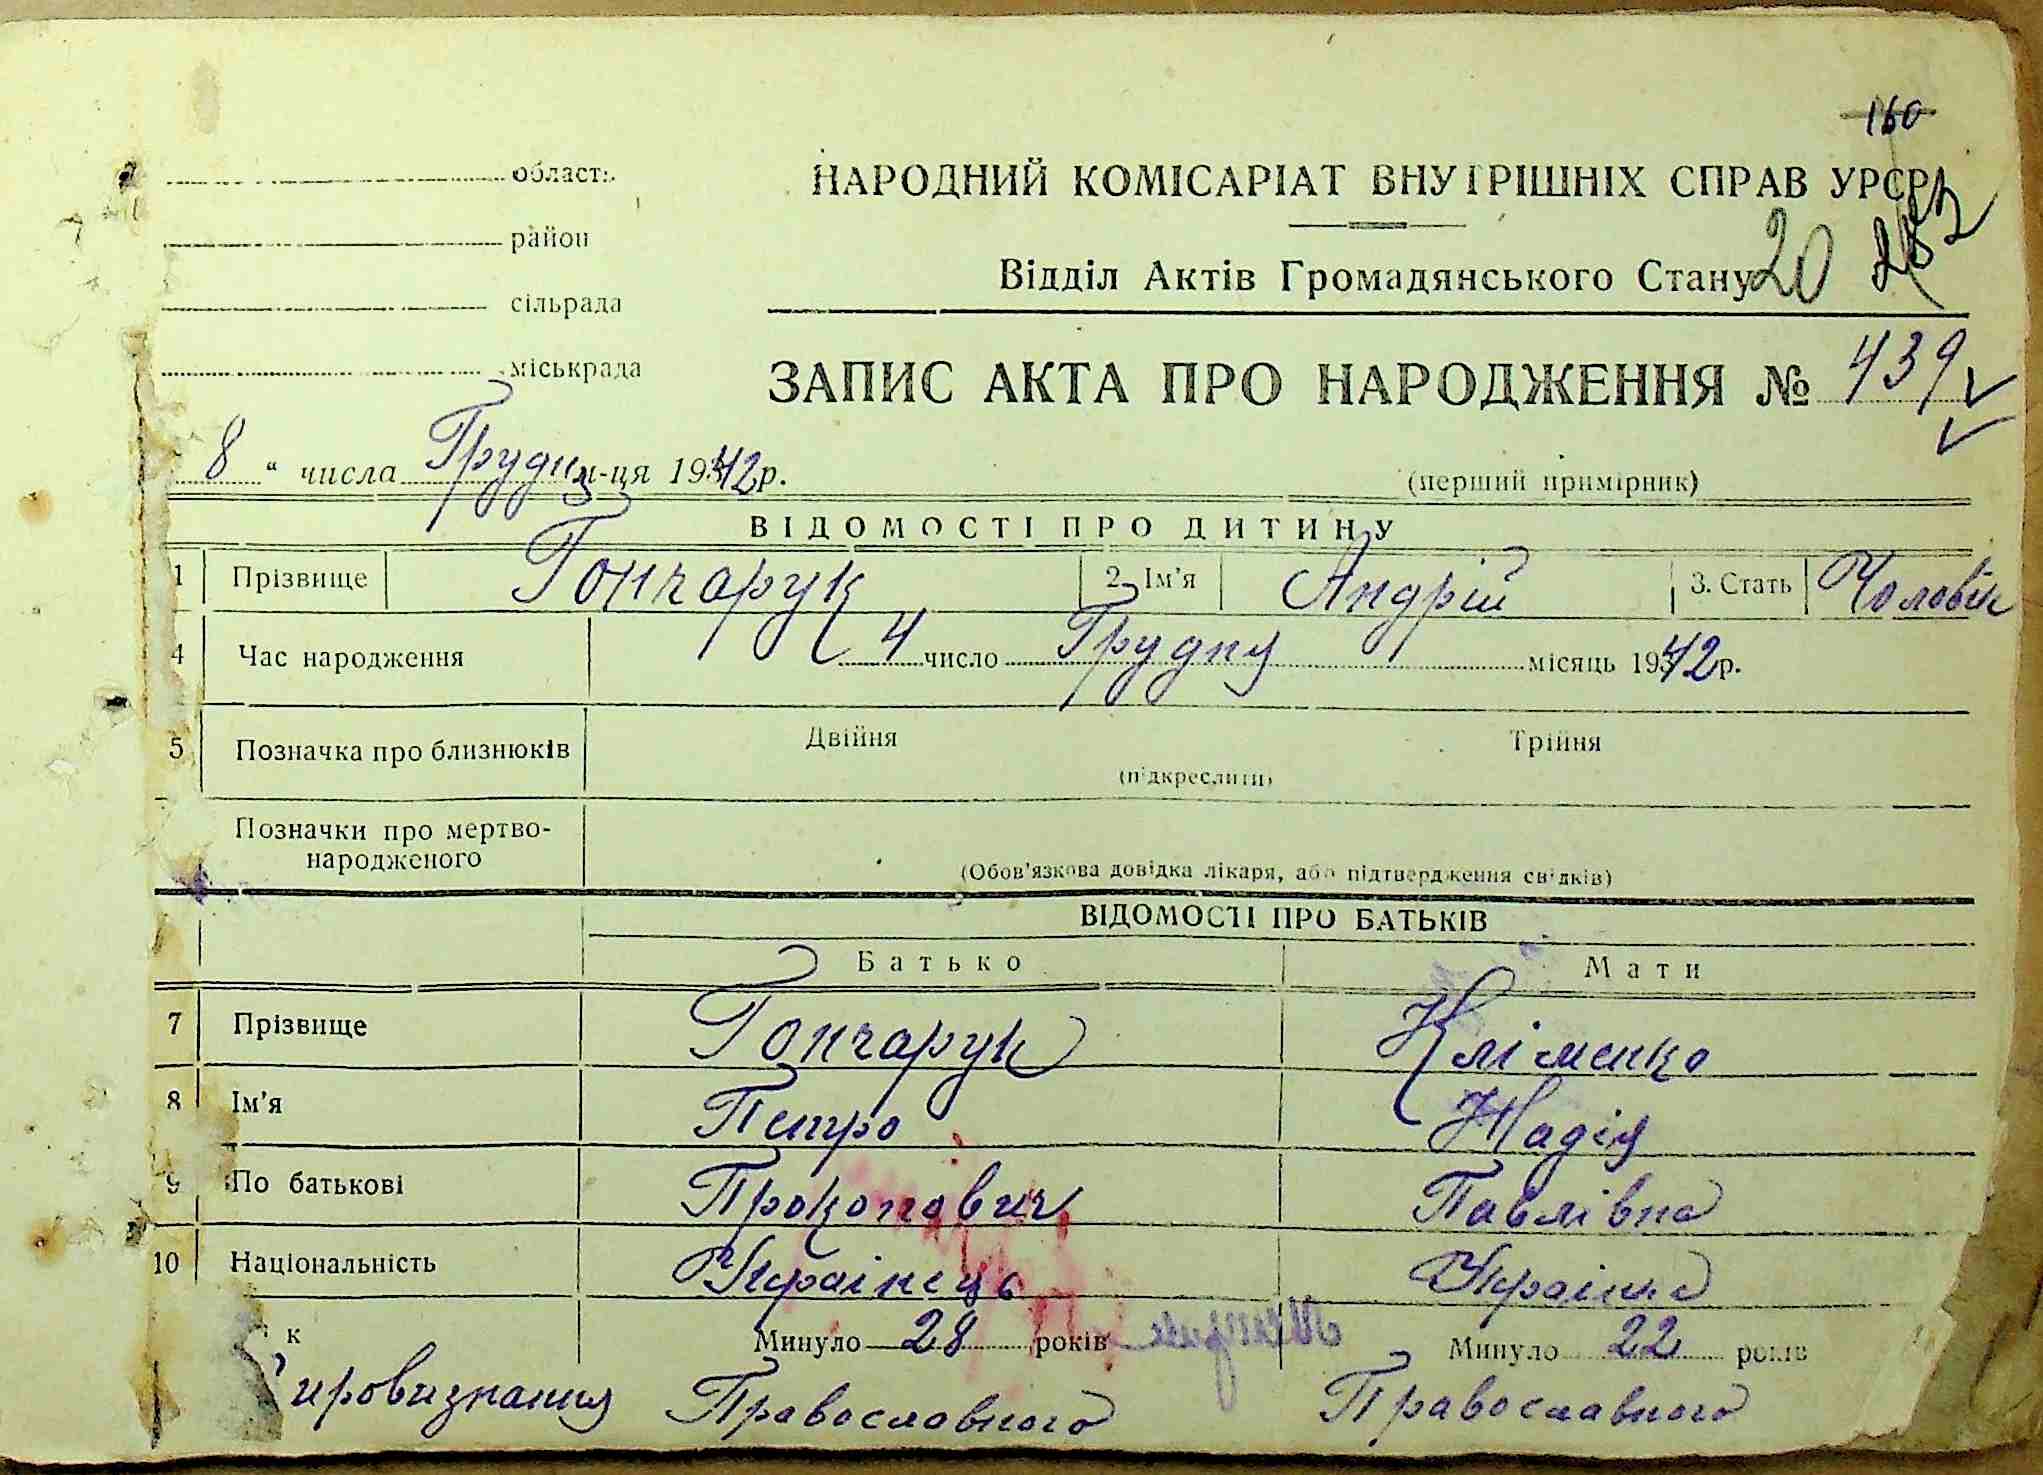 160
област
НАРОДНИЙ КОМІСАРІАТ ВНУТРІШНІХ СПРАВ УРСР
район
Відділ Актів Громадянського Стану 20
сільрада
міськрада
ЗАПИС АКТА ПРО НАРОДЖЕННЯ № 439
8 " числа Грудня м-ця 1942 р.
(перший примірник)
ВІДОМОСТІ ПРО ДИТИНУ
1 Прізвище Гончарук 2. Ім'я Андрій 3. Стать Чоловік
4 Час народження 4 число Грудня місяць 1942 р.
5 Позначка про близнюків Двійня Трійня
(підкреслити)
Позначки про мертво-
народженого
(Обов'язкова довідка лікаря, або підтвердження свідків)
ВІДОМОСТІ ПРО БАТЬКІВ
Батько Мати
7 Прізвище Гончарук Кліменко
8 Ім'я Петро Надія
9 По батькові Прокопович Павлівна
10 Національність Українець Українка
к Минуло 28 років Минуло 22 років
ировизнання Православного Православного